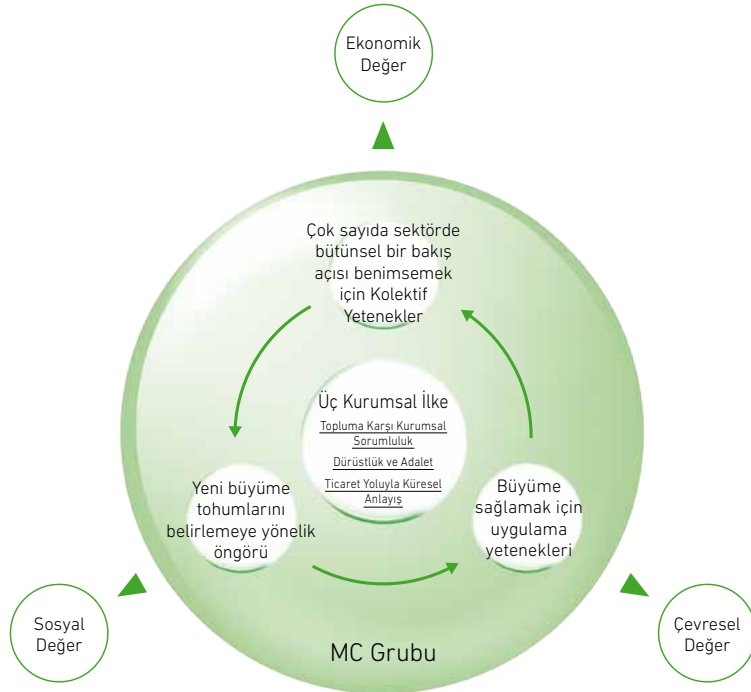 Ekonomik
Değer
Çok sayıda sektörde
bütünsel bir bakış
açısı benimsemek
için Kolektif
Yetenekler
Üç Kurumsal İlke
Topluma Karşı Kurumsal
Sorumluluk
Dürüstlük ve Adalet
Ticaret Yoluyla Küresel
Anlayış
Yeni büyüme
tohumlarını
belirlemeye yönelik
öngörü
Büyüme
sağlamak için
uygulama
yetenekleri
Sosyal
Değer
Çevresel
Değer
MC Grubu